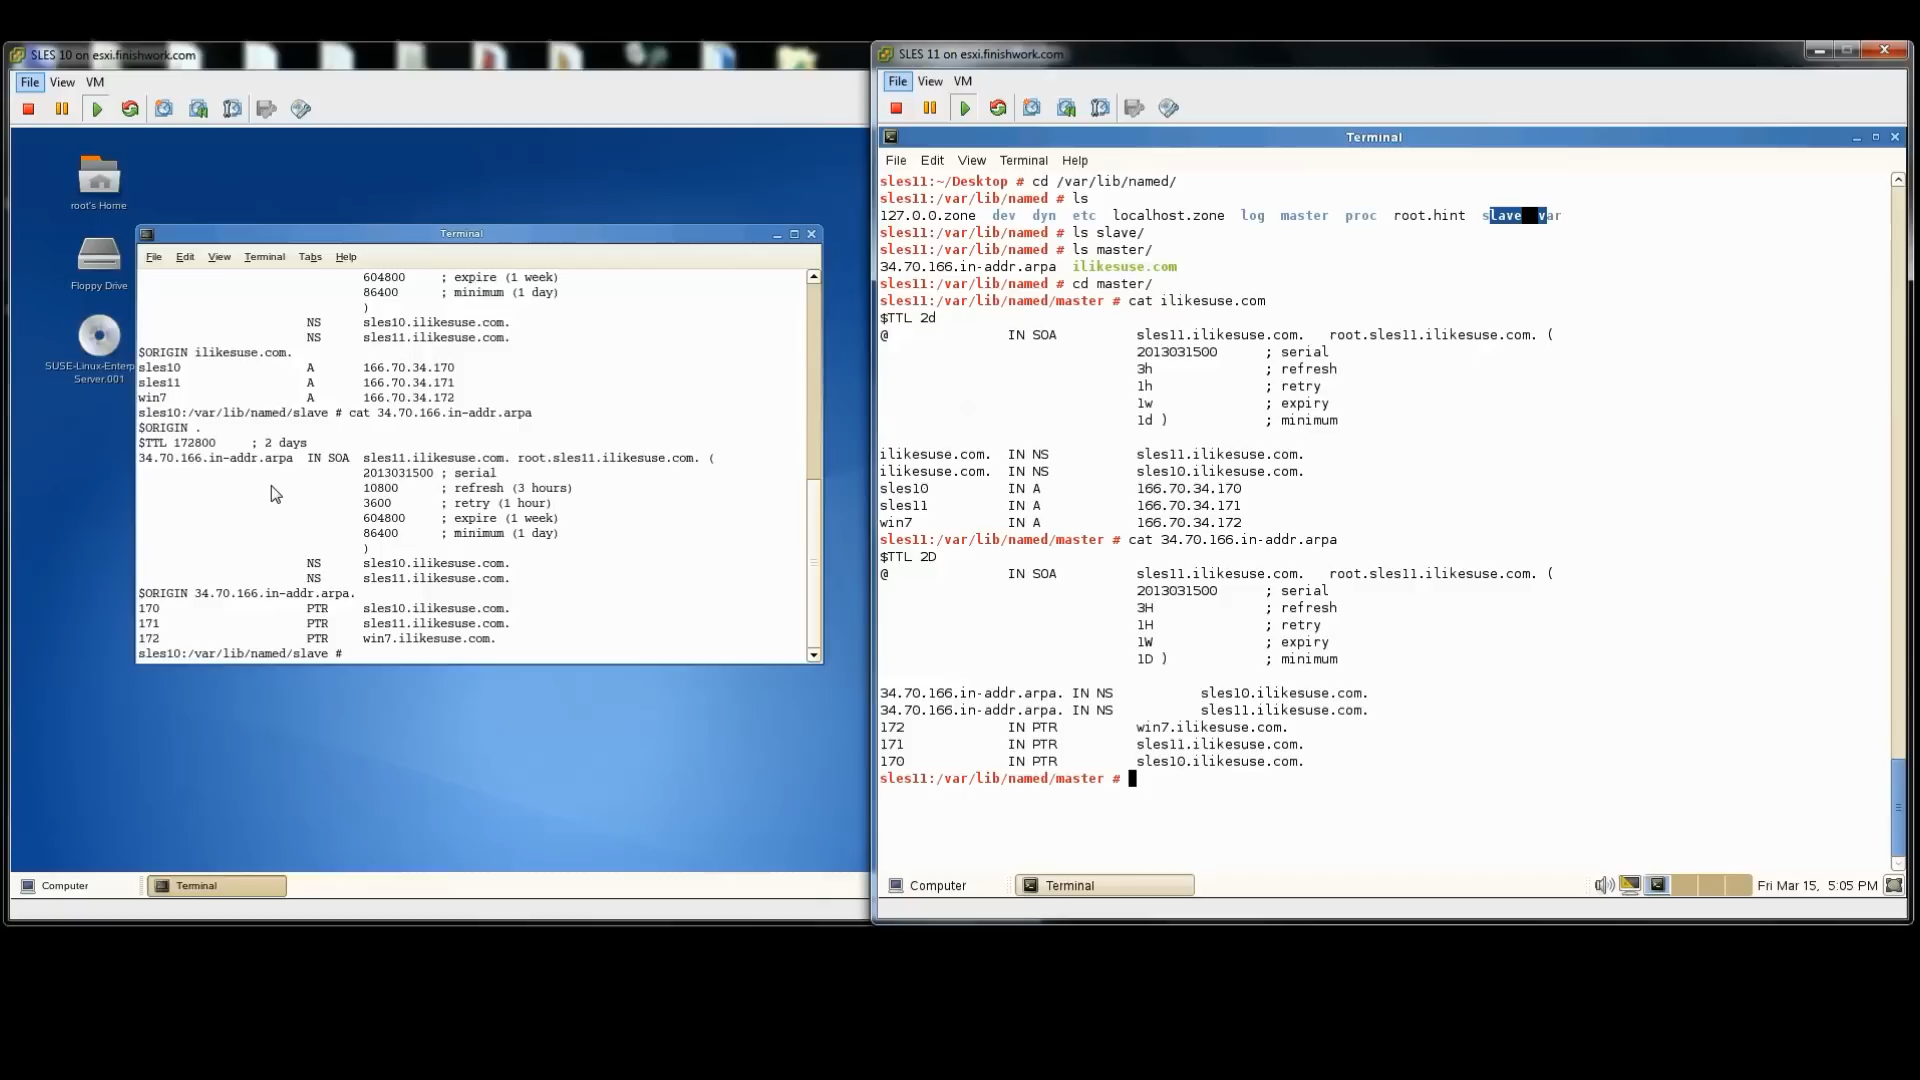 SLES 10 on esxi.finishwork.com
File View VM
root's Home
Floppy Drive
SUSE-Linux-Enterp
Server.001
Terminal
File Edit View Terminal Tabs Help
604800 ; expire (1 week)
86400 ; minimum (1 day)
)
NS sles10.ilikesuse.com.
NS sles11.ilikesuse.com.
$ORIGIN ilikesuse.com.
sles10 A 166.70.34.170
sles11 A 166.70.34.171
win7 A 166.70.34.172
sles10:/var/lib/named/slave # cat 34.70.166.in-addr.arpa
$ORIGIN .
$TTL 172800 ; 2 days
34.70.166.in-addr.arpa IN SOA sles11.ilikesuse.com. root.sles11.ilikesuse.com. (
2013031500 ; serial
10800 ; refresh (3 hours)
3600 ; retry (1 hour)
604800 ; expire (1 week)
86400 ; minimum (1 day)
)
NS sles10.ilikesuse.com.
NS sles11.ilikesuse.com.
$ORIGIN 34.70.166.in-addr.arpa.
170 PTR sles10.ilikesuse.com.
171 PTR sles11.ilikesuse.com.
172 PTR win7.ilikesuse.com.
sles10:/var/lib/named/slave #
Computer Terminal
SLES 11 on esxi.finishwork.com
File View VM
Terminal
File Edit View Terminal Help
sles11:~/Desktop # cd /var/lib/named/
sles11:/var/lib/named # ls
127.0.0.zone dev dyn etc localhost.zone log master proc root.hint slave var
sles11:/var/lib/named # ls slave/
sles11:/var/lib/named # ls master/
34.70.166.in-addr.arpa ilikesuse.com
sles11:/var/lib/named # cd master/
sles11:/var/lib/named/master # cat ilikesuse.com
$TTL 2d
@ IN SOA sles11.ilikesuse.com. root.sles11.ilikesuse.com. (
2013031500 ; serial
3h ; refresh
1h ; retry
1w ; expiry
1d ) ; minimum
ilikesuse.com. IN NS sles11.ilikesuse.com.
ilikesuse.com. IN NS sles10.ilikesuse.com.
sles10 IN A 166.70.34.170
sles11 IN A 166.70.34.171
win7 IN A 166.70.34.172
sles11:/var/lib/named/master # cat 34.70.166.in-addr.arpa
$TTL 2D
@ IN SOA sles11.ilikesuse.com. root.sles11.ilikesuse.com. (
2013031500 ; serial
3H ; refresh
1H ; retry
1W ; expiry
1D ) ; minimum
34.70.166.in-addr.arpa. IN NS sles10.ilikesuse.com.
34.70.166.in-addr.arpa. IN NS sles11.ilikesuse.com.
172 IN PTR win7.ilikesuse.com.
171 IN PTR sles11.ilikesuse.com.
170 IN PTR sles10.ilikesuse.com.
sles11:/var/lib/named/master #
Computer Terminal Fri Mar 15, 5:05 PM